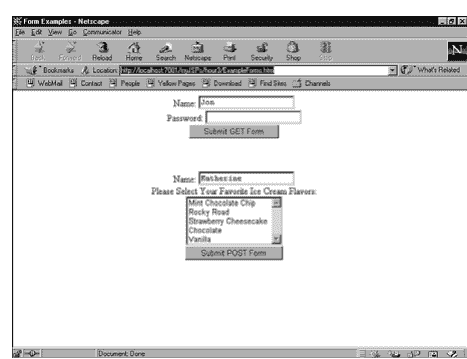 Form Examples - Netscape
File Edit View Go Communicator Help
Back Forward Reload Home Search Netscape Print Security Shop Stop
Bookmarks Location: What's Related
WebMail Contact People Yellow Pages Download Find Sites Channels
Name: Jon
Password:
Submit GET Form
Name: Katherine
Please Select Your Favorite Ice Cream Flavors:
Mint Chocolate Chip
Rocky Road
Strawberry Cheesecake
Chocolate
Vanilla
Submit POST Form
Document: Done